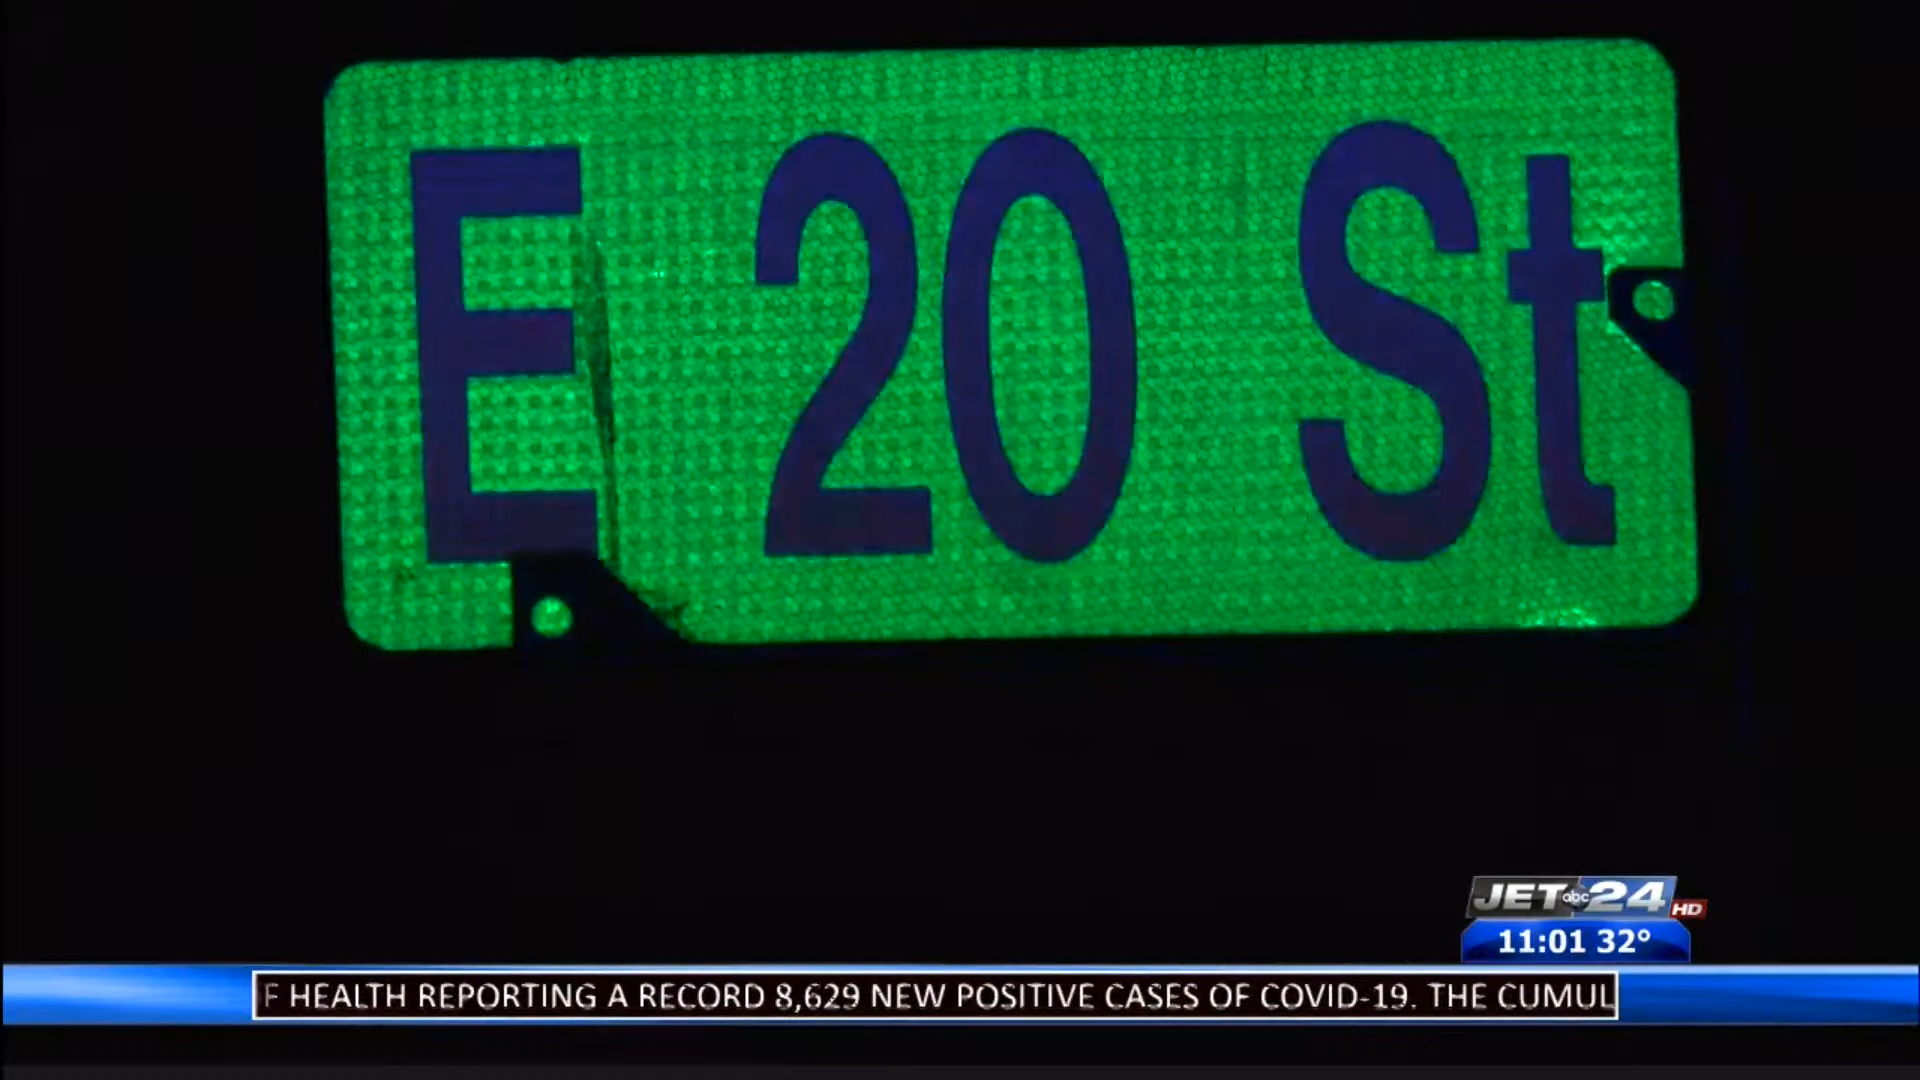 E 20 St
JET abc 24 HD
11:01 32°
F HEALTH REPORTING A RECORD 8,629 NEW POSITIVE CASES OF COVID-19. THE CUMUL